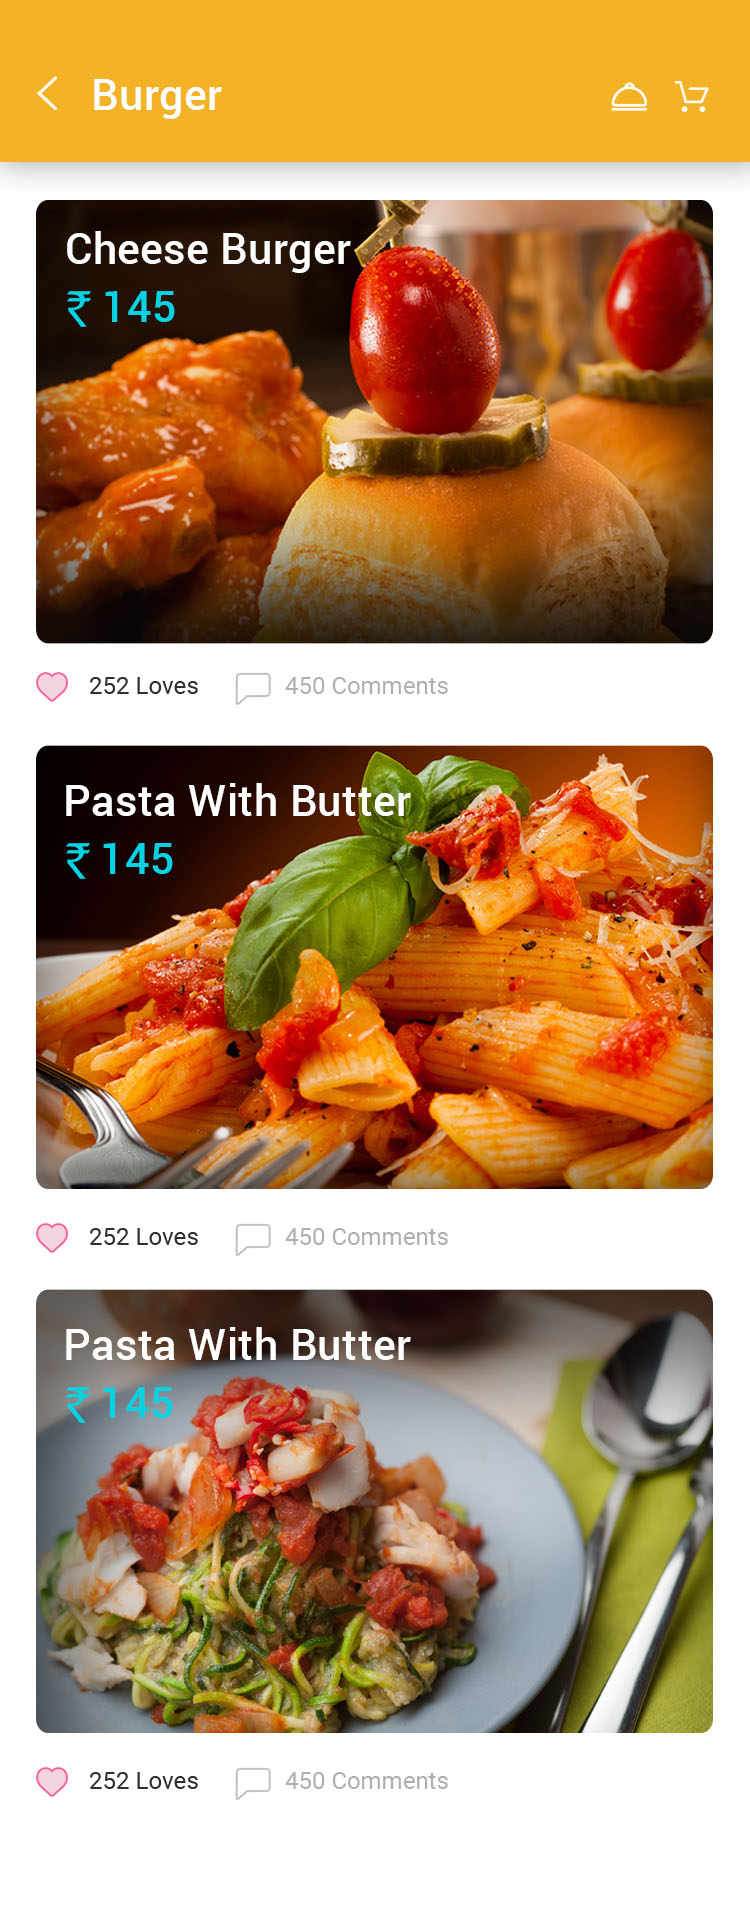 Burger
Cheese Burger
₹ 145
252 Loves
450 Comments
Pasta With Butter
₹ 145
252 Loves
450 Comments
Pasta With Butter
₹ 145
252 Loves
450 Comments